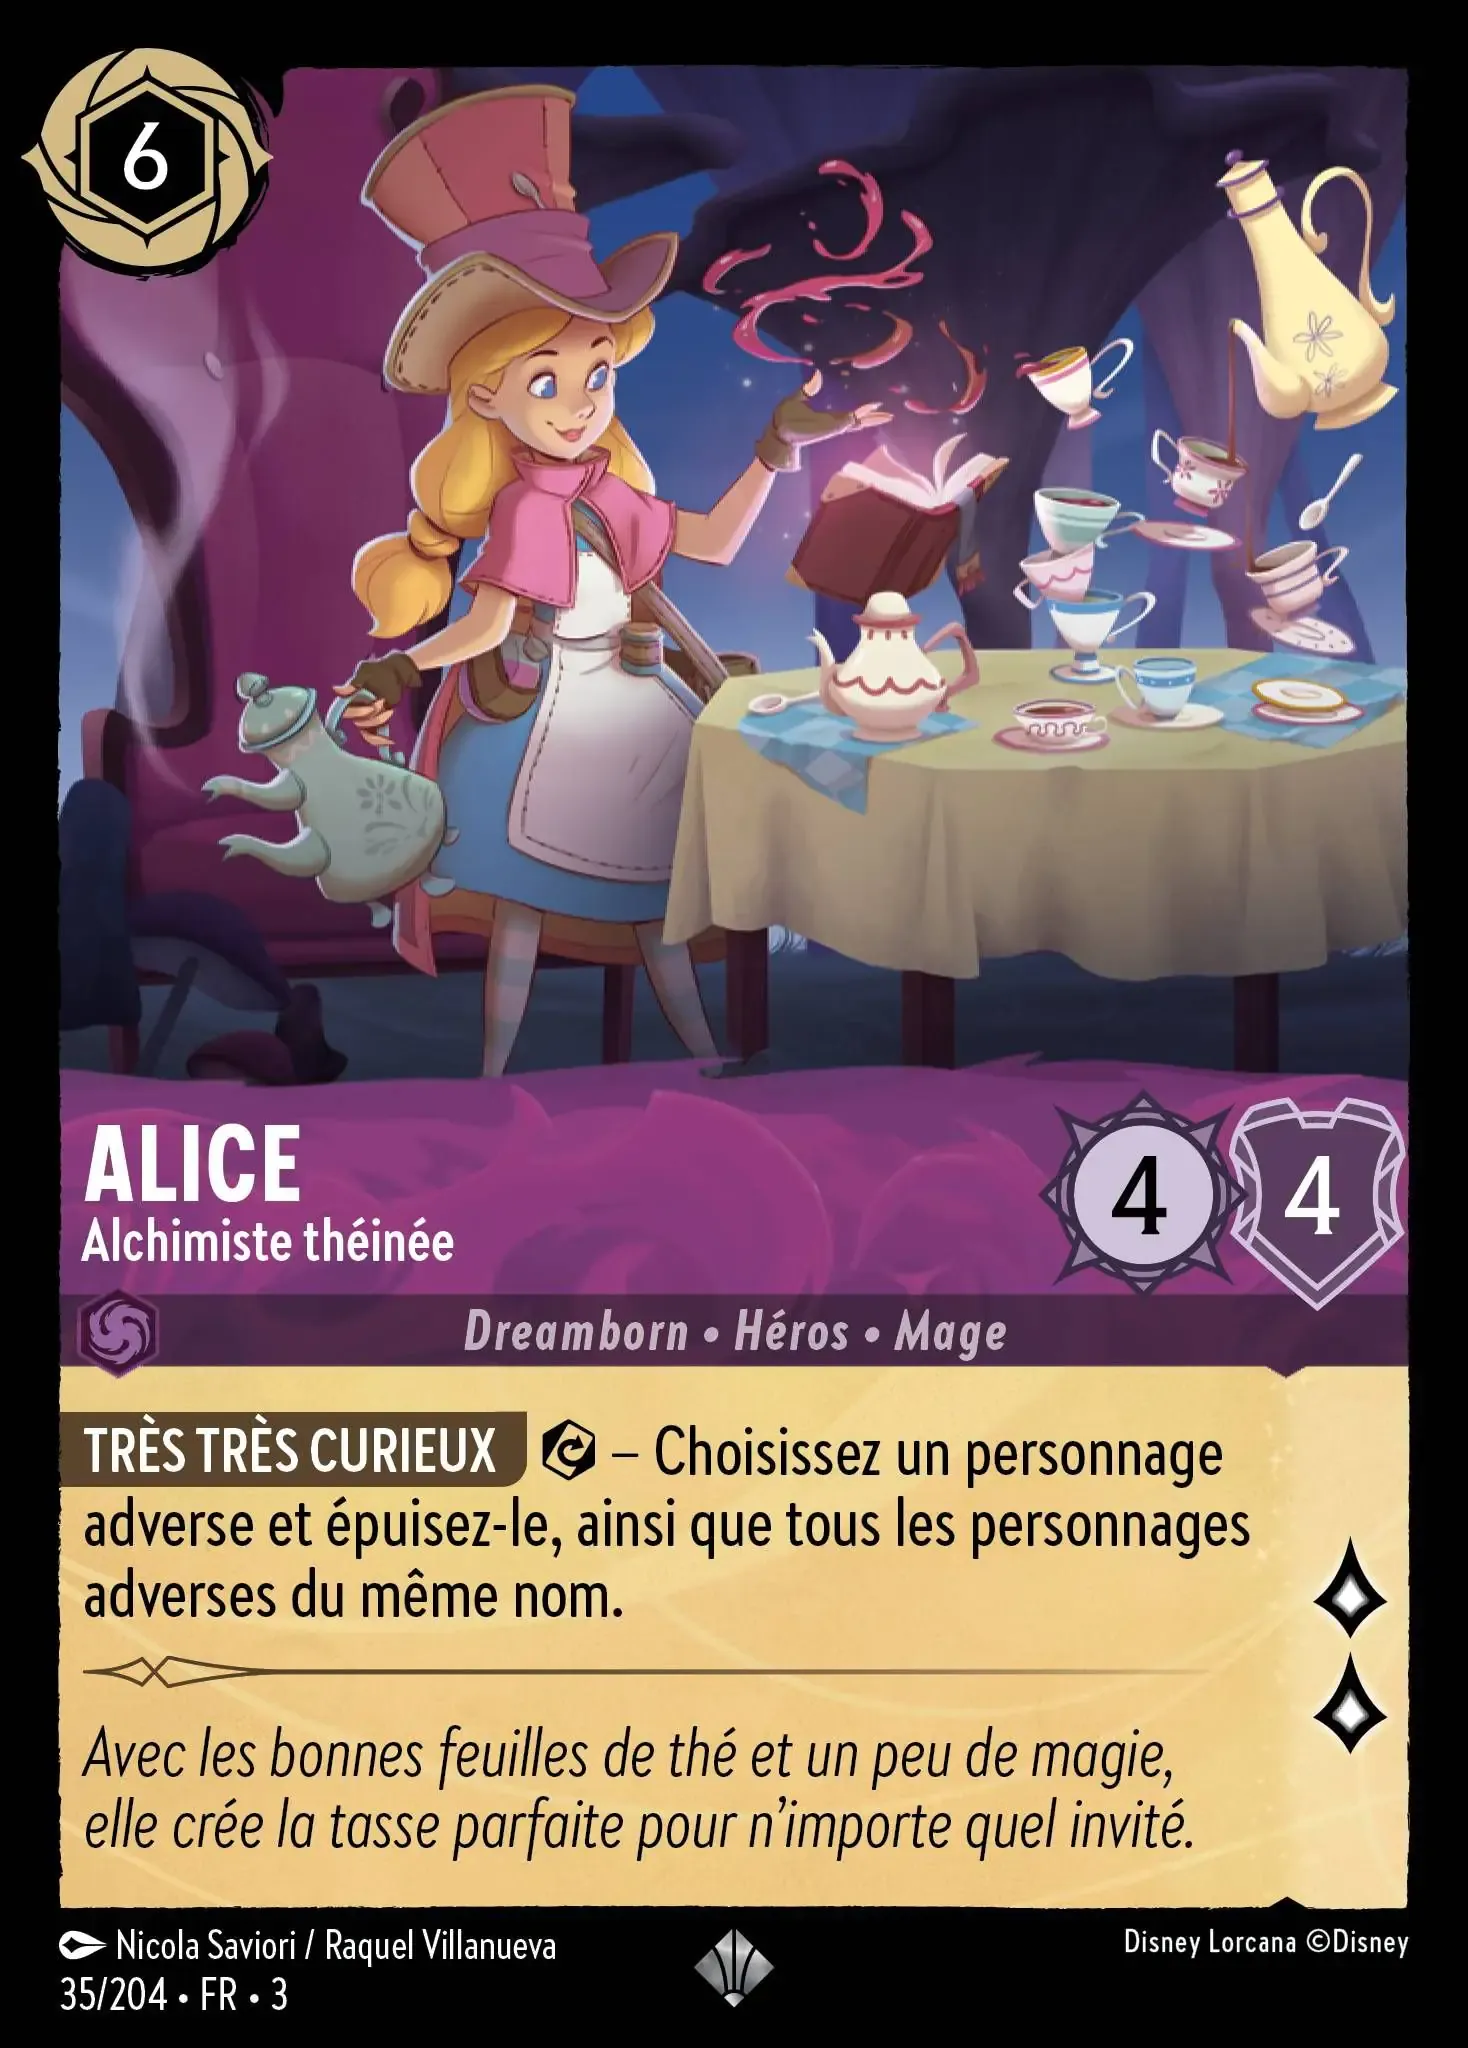 6
ALICE
Alchimiste théinée
4
4
Dreamborn • Héros • Mage
TRÈS TRÈS CURIEUX – Choisissez un personnage
adverse et épuisez-le, ainsi que tous les personnages
adverses du même nom.
Avec les bonnes feuilles de thé et un peu de magie,
elle crée la tasse parfaite pour n'importe quel invité.
Nicola Saviori / Raquel Villanueva
Disney Lorcana ©Disney
35/204 • FR • 3